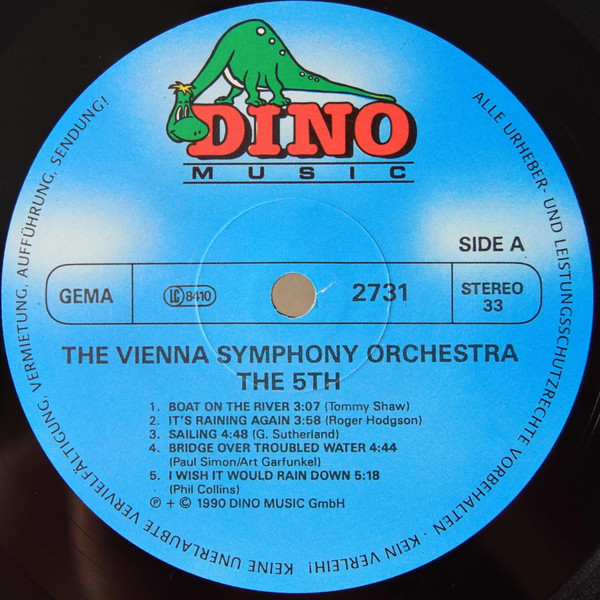 DINO
MUSIC
SIDE A
GEMA
LC 8410
2731
STEREO
33
THE VIENNA SYMPHONY ORCHESTRA
THE 5TH
1. BOAT ON THE RIVER 3:07 (Tommy Shaw)
2. IT'S RAINING AGAIN 3:58 (Roger Hodgson)
3. SAILING 4:48 (G. Sutherland)
4. BRIDGE OVER TROUBLED WATER 4:44
(Paul Simon/Art Garfunkel)
5. I WISH IT WOULD RAIN DOWN 5:18
(Phil Collins)
Ⓟ + © 1990 DINO MUSIC GmbH
ALLE URHEBER- UND LEISTUNGSSCHUTZRECHTE VORBEHALTEN · KEIN VERLEIH! KEINE UNERLAUBTE VERVIELFÄLTIGUNG, VERMIETUNG, AUFFÜHRUNG, SENDUNG!